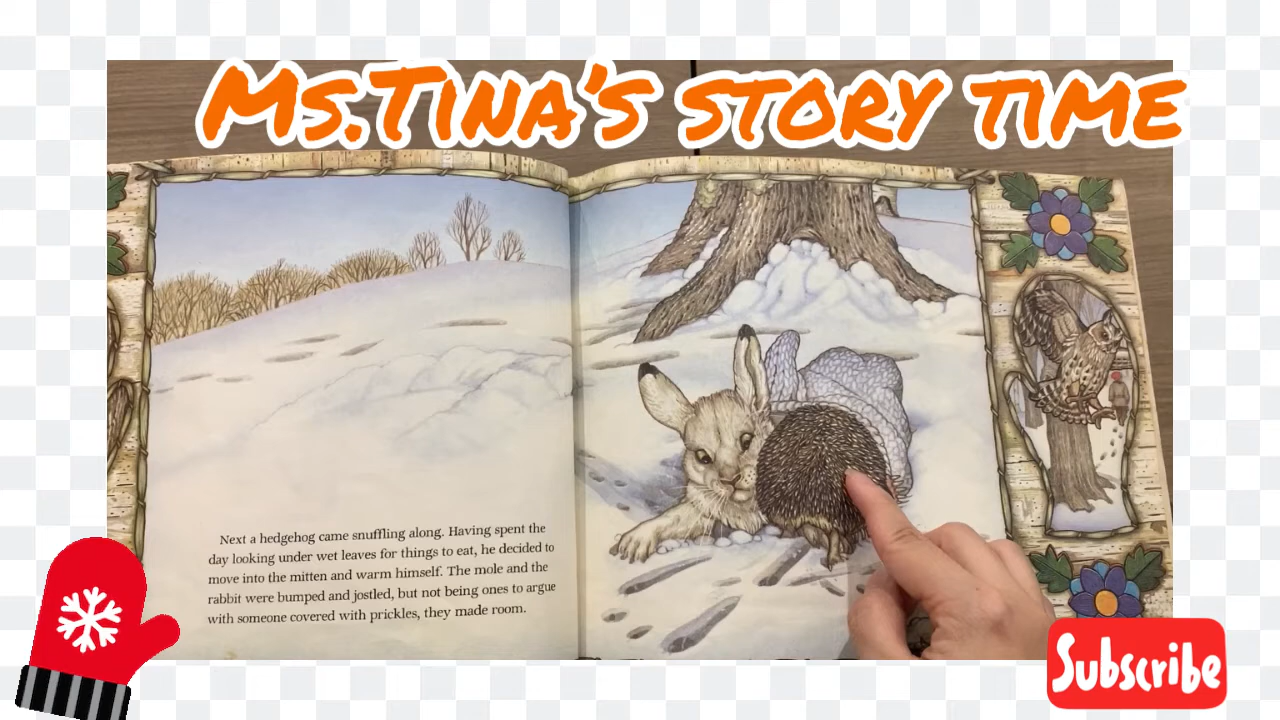 Ms.Tina's story time
Next a hedgehog came snuffling along. Having spent the
day looking under wet leaves for things to eat, he decided to
move into the mitten and warm himself. The mole and the
rabbit were bumped and jostled, but not being ones to argue
with someone covered with prickles, they made room.
Subscribe